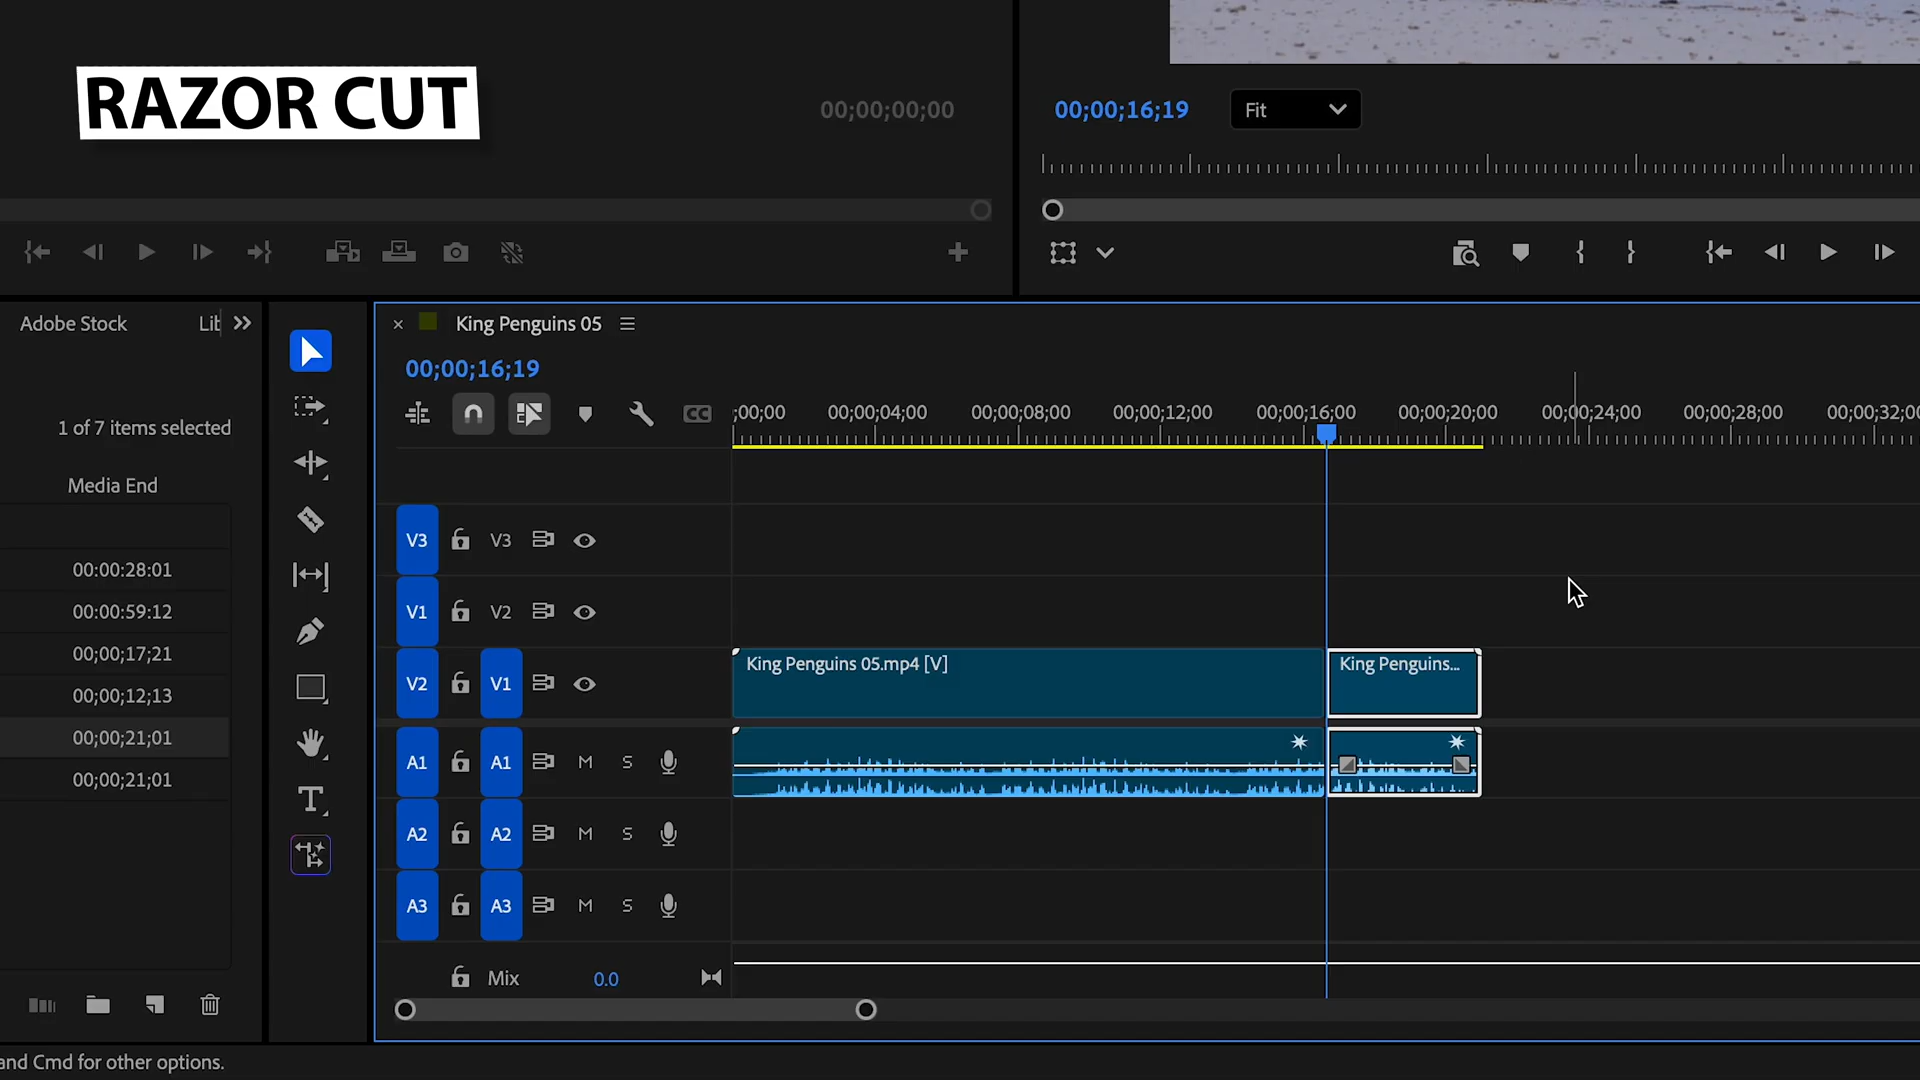 RAZOR CUT
00;00;00;00
00;00;16;19
Fit
Adobe Stock
Lit
1 of 7 items selected
Media End
00:00:28:01
00:00:59:12
00;00;17;21
00;00;12;13
00;00;21;01
00;00;21;01
King Penguins 05
00;00;16;19
CC
;00;00
00;00;04;00
00;00;08;00
00;00;12;00
00;00;16;00
00;00;20;00
00;00;24;00
00;00;28;00
00;00;32;00
V3 V3
V1 V2
V2 V1
King Penguins 05.mp4 [V]
King Penguins...
A1 A1 M S
A2 A2 M S
A3 A3 M S
Mix 0.0
and Cmd for other options.